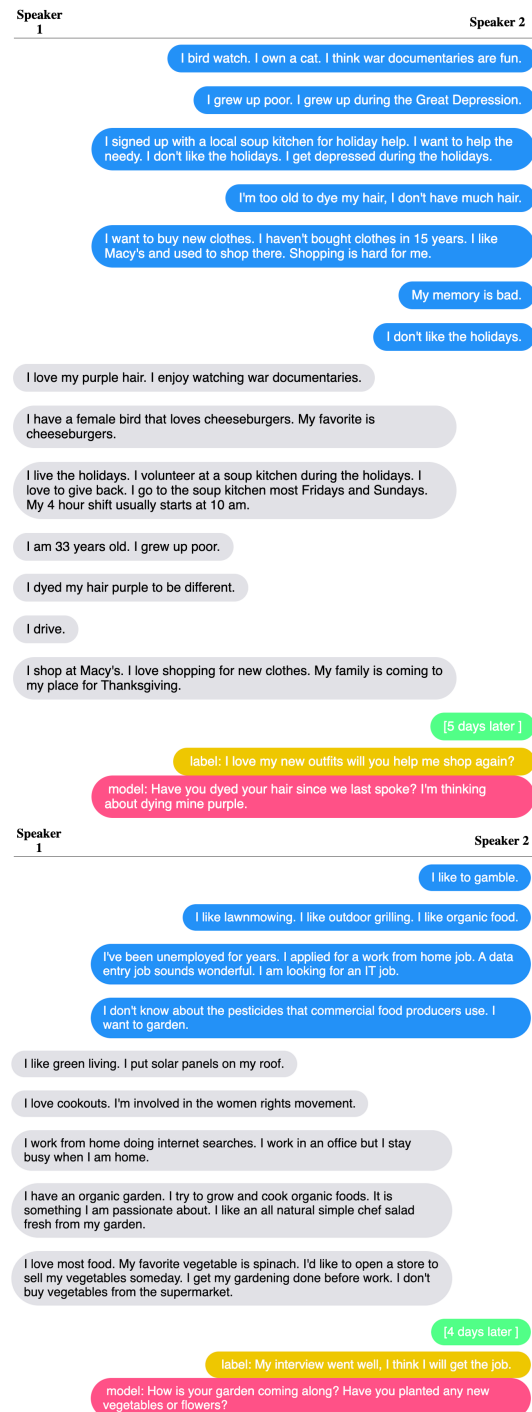 Speaker
1
Speaker 2
I bird watch. I own a cat. I think war documentaries are fun.
I grew up poor. I grew up during the Great Depression.
I signed up with a local soup kitchen for holiday help. I want to help the
needy. I don't like the holidays. I get depressed during the holidays.
I'm too old to dye my hair, I don't have much hair.
I want to buy new clothes. I haven't bought clothes in 15 years. I like
Macy's and used to shop there. Shopping is hard for me.
My memory is bad.
I don't like the holidays.
I love my purple hair. I enjoy watching war documentaries.
I have a female bird that loves cheeseburgers. My favorite is
cheeseburgers.
I live the holidays. I volunteer at a soup kitchen during the holidays. I
love to give back. I go to the soup kitchen most Fridays and Sundays.
My 4 hour shift usually starts at 10 am.
I am 33 years old. I grew up poor.
I dyed my hair purple to be different.
I drive.
I shop at Macy's. I love shopping for new clothes. My family is coming to
my place for Thanksgiving.
[5 days later ]
label: I love my new outfits will you help me shop again?
model: Have you dyed your hair since we last spoke? I'm thinking
about dying mine purple.
Speaker
1
Speaker 2
I like to gamble.
I like lawnmowing. I like outdoor grilling. I like organic food.
I've been unemployed for years. I applied for a work from home job. A data
entry job sounds wonderful. I am looking for an IT job.
I don't know about the pesticides that commercial food producers use. I
want to garden.
I like green living. I put solar panels on my roof.
I love cookouts. I'm involved in the women rights movement.
I work from home doing internet searches. I work in an office but I stay
busy when I am home.
I have an organic garden. I try to grow and cook organic foods. It is
something I am passionate about. I like an all natural simple chef salad
fresh from my garden.
I love most food. My favorite vegetable is spinach. I'd like to open a store to
sell my vegetables someday. I get my gardening done before work. I don't
buy vegetables from the supermarket.
[4 days later ]
label: My interview went well, I think I will get the job.
model: How is your garden coming along? Have you planted any new
vegetables or flowers?